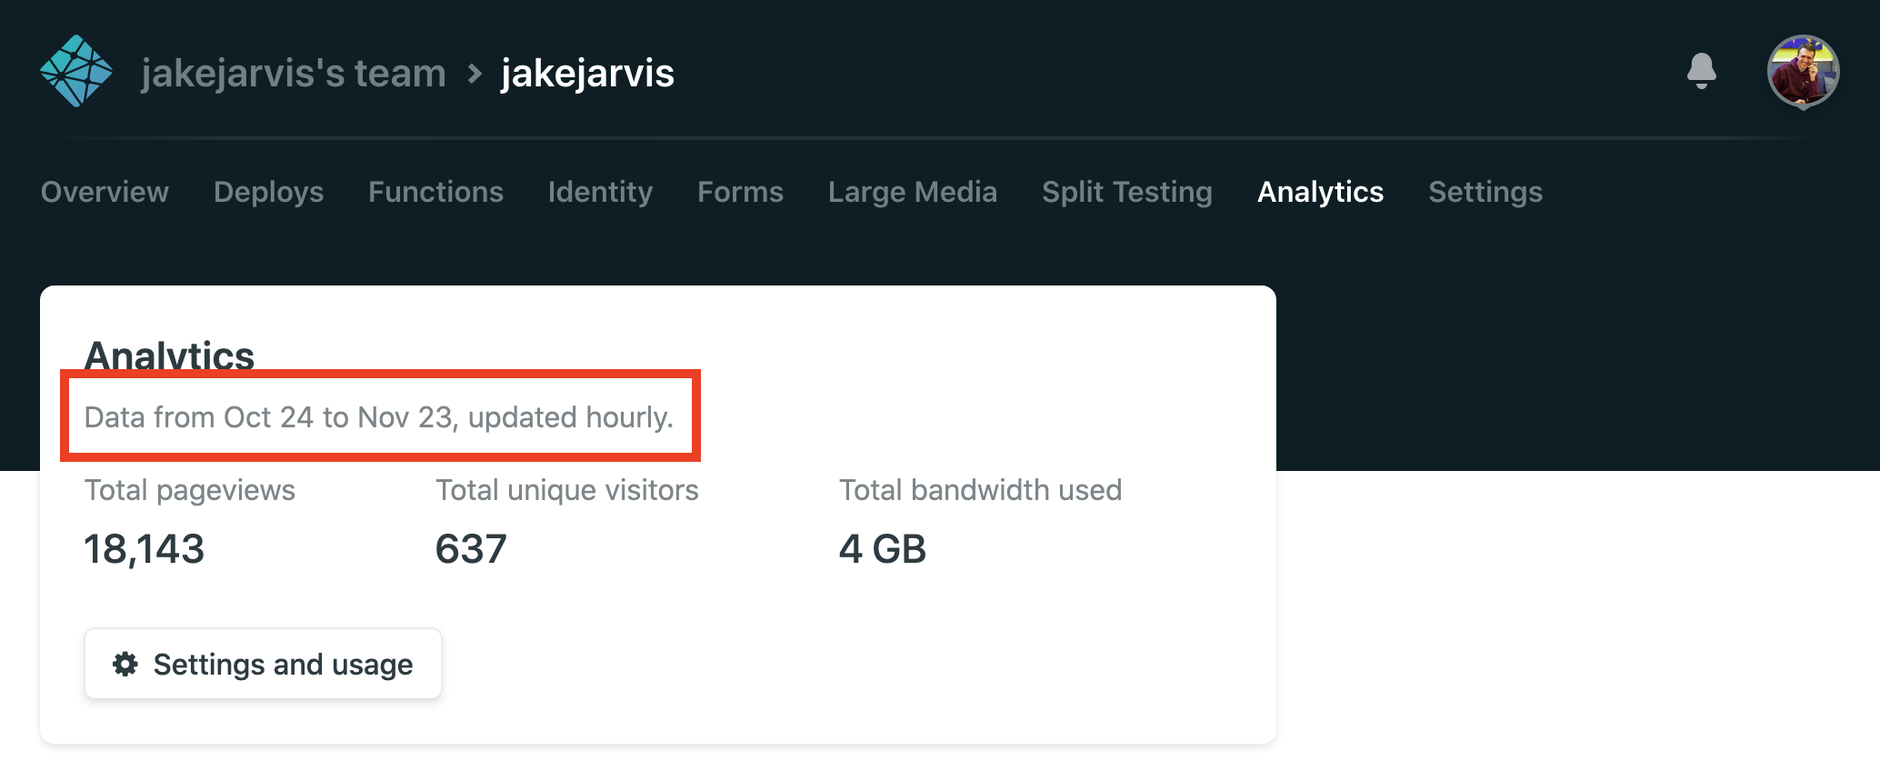 jakejarvis's team > jakejarvis
Overview Deploys Functions Identity Forms Large Media Split Testing Analytics Settings
Analytics
Data from Oct 24 to Nov 23, updated hourly.
Total pageviews Total unique visitors Total bandwidth used
18,143 637 4 GB
Settings and usage